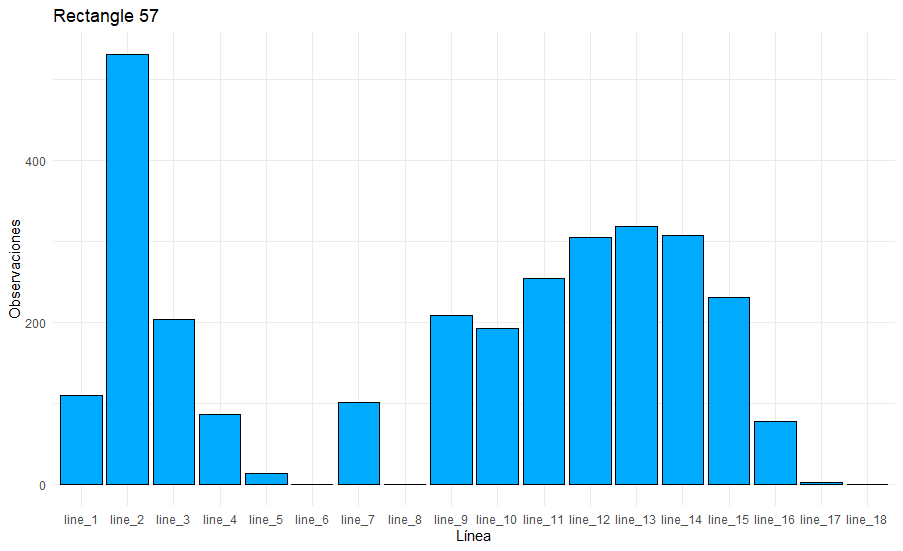 Rectangle 57
Observaciones
400
200
0
line_1 line_2 line_3 line_4 line_5 line_6 line_7 line_8 line_9 line_10 line_11 line_12 line_13 line_14 line_15 line_16 line_17 line_18
Línea